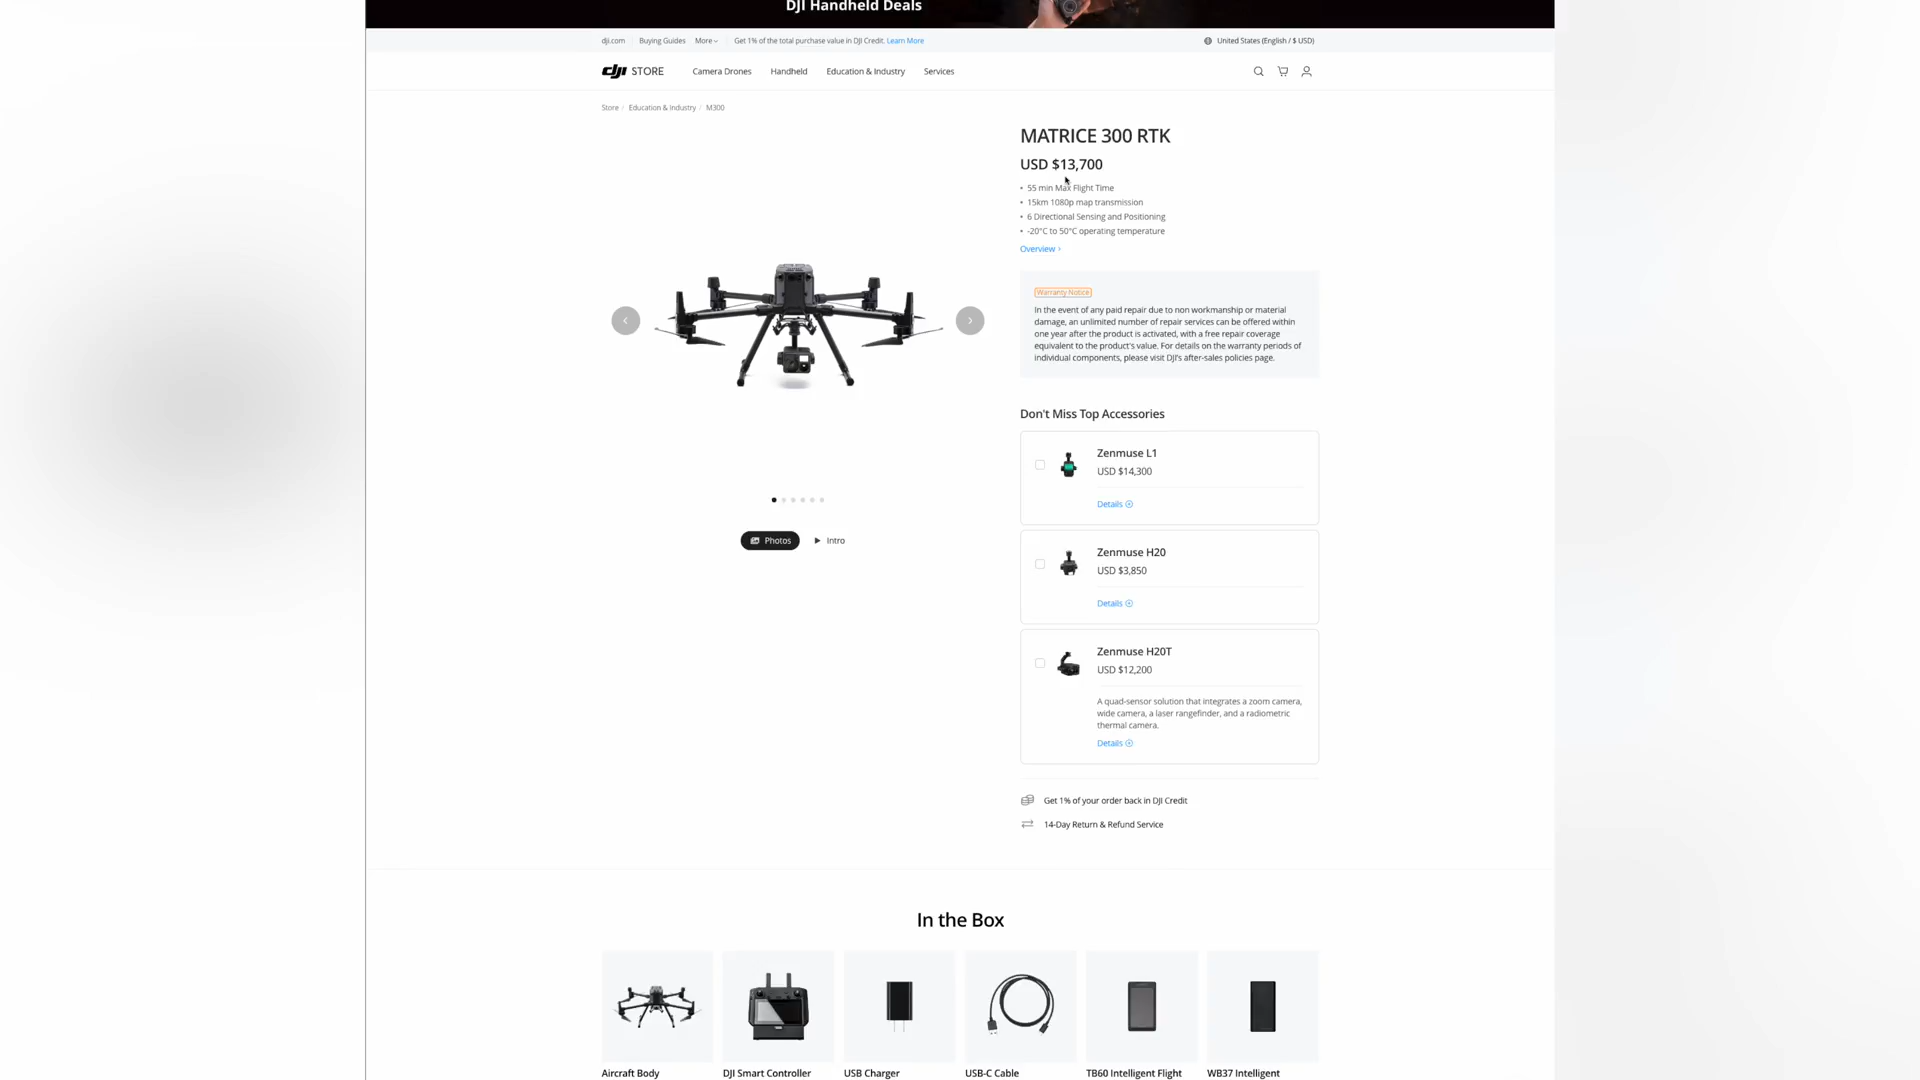 DJI Handheld Deals
dji.com Buying Guides More Get 1% of the total purchase value in DJI Credit. Learn More United States (English / $ USD)
dji STORE Camera Drones Handheld Education & Industry Services
Store / Education & Industry / M300
MATRICE 300 RTK
USD $13,700
• 55 min Max Flight Time
• 15km 1080p map transmission
• 6 Directional Sensing and Positioning
• -20°C to 50°C operating temperature
Overview ›
Warranty Notice
In the event of any paid repair due to non workmanship or material
damage, an unlimited number of repair services can be offered within
one year after the product is activated, with a free repair coverage
equivalent to the product's value. For details on the warranty periods of
individual components, please visit DJI's after-sales policies page.
Don't Miss Top Accessories
Zenmuse L1
USD $14,300
Details
Zenmuse H20
USD $3,850
Details
Zenmuse H20T
USD $12,200
A quad-sensor solution that integrates a zoom camera,
wide camera, a laser rangefinder, and a radiometric
thermal camera.
Details
Photos Intro
Get 1% of your order back in DJI Credit
14-Day Return & Refund Service
In the Box
Aircraft Body DJI Smart Controller USB Charger USB-C Cable TB60 Intelligent Flight WB37 Intelligent